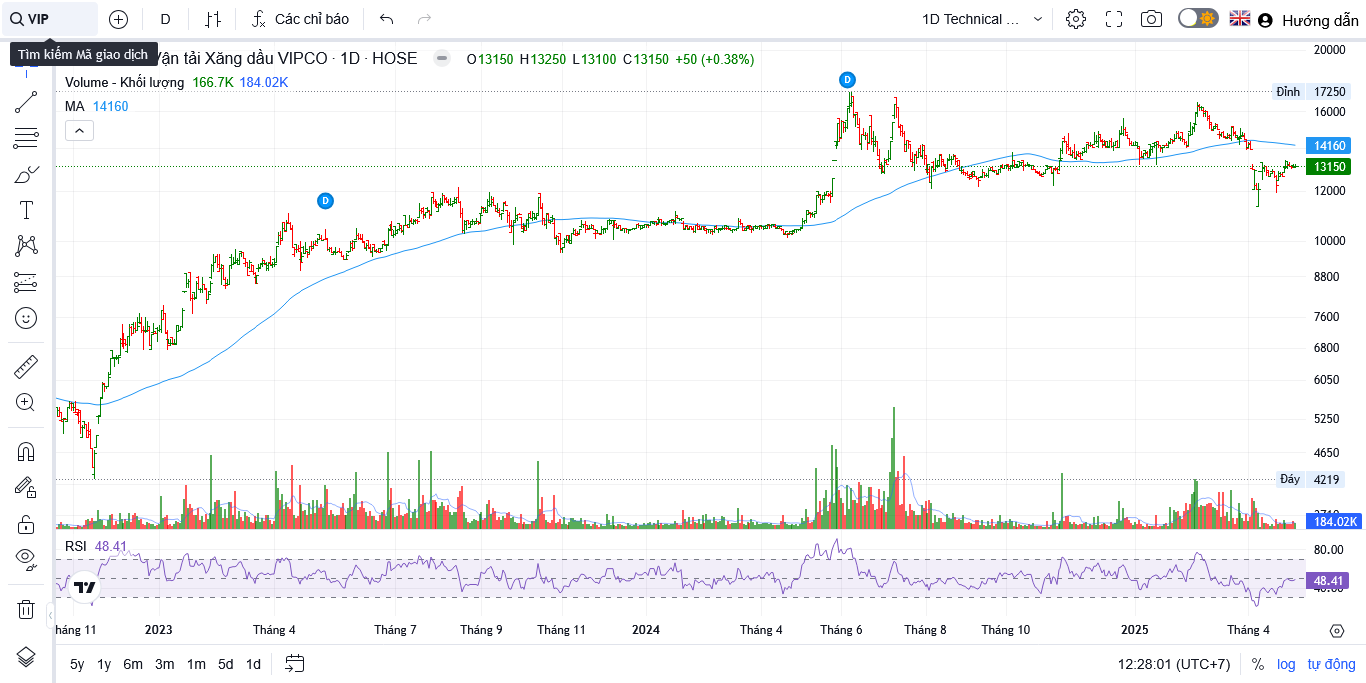 VIP
D
Các chỉ báo
1D Technical ...
Hướng dẫn
Tìm kiếm Mã giao dịch
Vận tải Xăng dầu VIPCO · 1D · HOSE
O13150 H13250 L13100 C13150 +50 (+0.38%)
Volume - Khối lượng 166.7K 184.02K
MA 14160
D
D
20000
Đỉnh 17250
16000
14160
13150
12000
10000
8800
7600
6800
6050
5250
4650
Đáy 4219
184.02K
RSI 48.41
80.00
48.41
40.00
háng 11 2023 Tháng 4 Tháng 7 Tháng 9 Tháng 11 2024 Tháng 4 Tháng 6 Tháng 8 Tháng 10 2025 Tháng 4
5y 1y 6m 3m 1m 5d 1d
12:28:01 (UTC+7) % log tự động